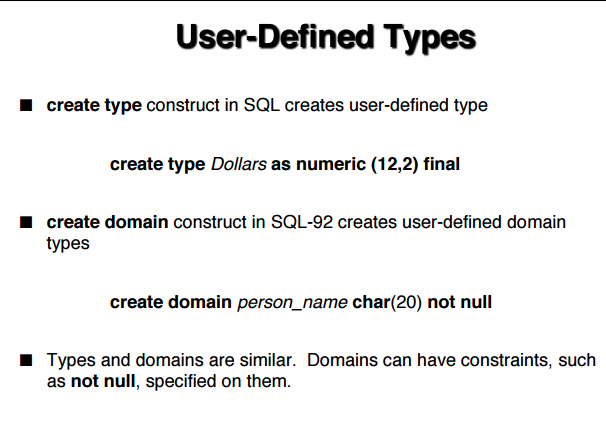 User-Defined Types
■ create type construct in SQL creates user-defined type
create type Dollars as numeric (12,2) final
■ create domain construct in SQL-92 creates user-defined domain
types
create domain person_name char(20) not null
■ Types and domains are similar.  Domains can have constraints, such
as not null, specified on them.